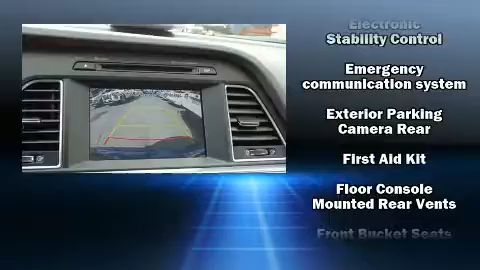 Electronic
Stability Control
Emergency
communication system
Exterior Parking
Camera Rear
First Aid Kit
Floor Console
Mounted Rear Vents
Front Bucket Seats